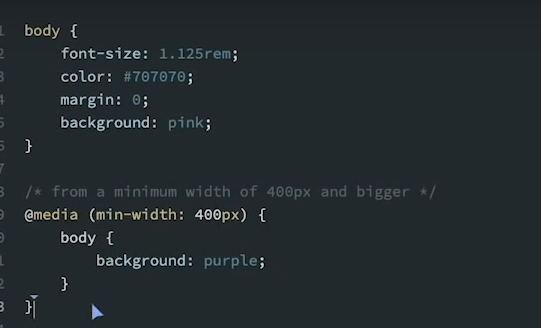 body {
font-size: 1.125rem;
color: #707070;
margin: 0;
background: pink;
}
/* from a minimum width of 400px and bigger */
@media (min-width: 400px) {
body {
background: purple;
}
}